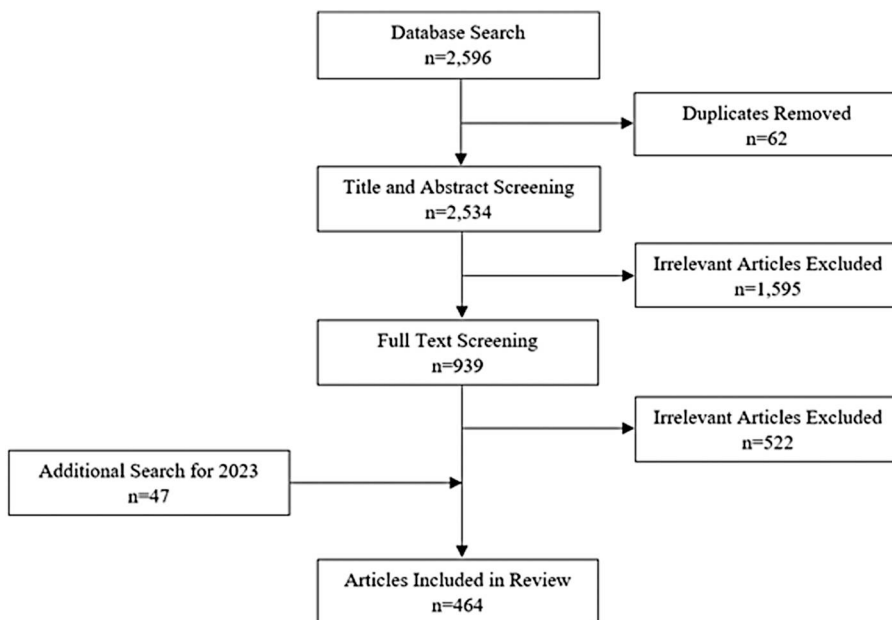 Database Search
n=2,596
Duplicates Removed
n=62
Title and Abstract Screening
n=2,534
Irrelevant Articles Excluded
n=1,595
Full Text Screening
n=939
Irrelevant Articles Excluded
n=522
Additional Search for 2023
n=47
Articles Included in Review
n=464